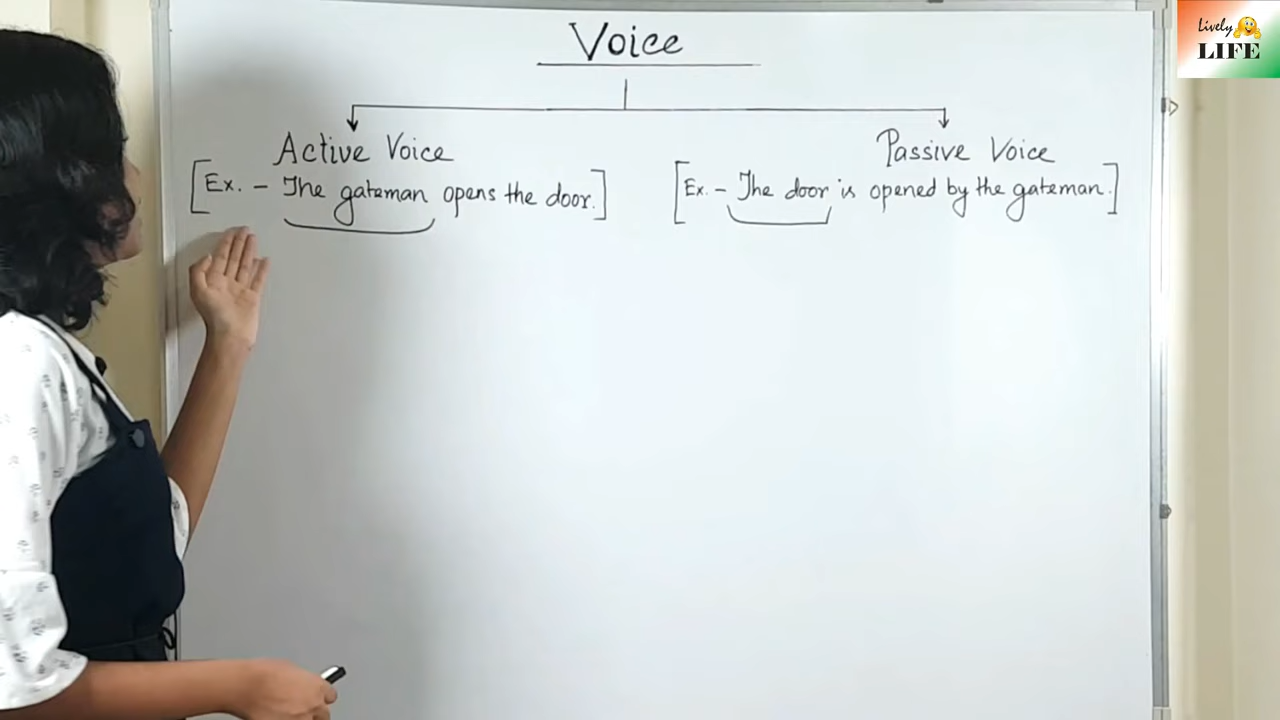 Voice
Active Voice
Passive Voice
[Ex. – The gateman opens the door.]
[Ex. – The door is opened by the gateman.]
Lively
LIFE